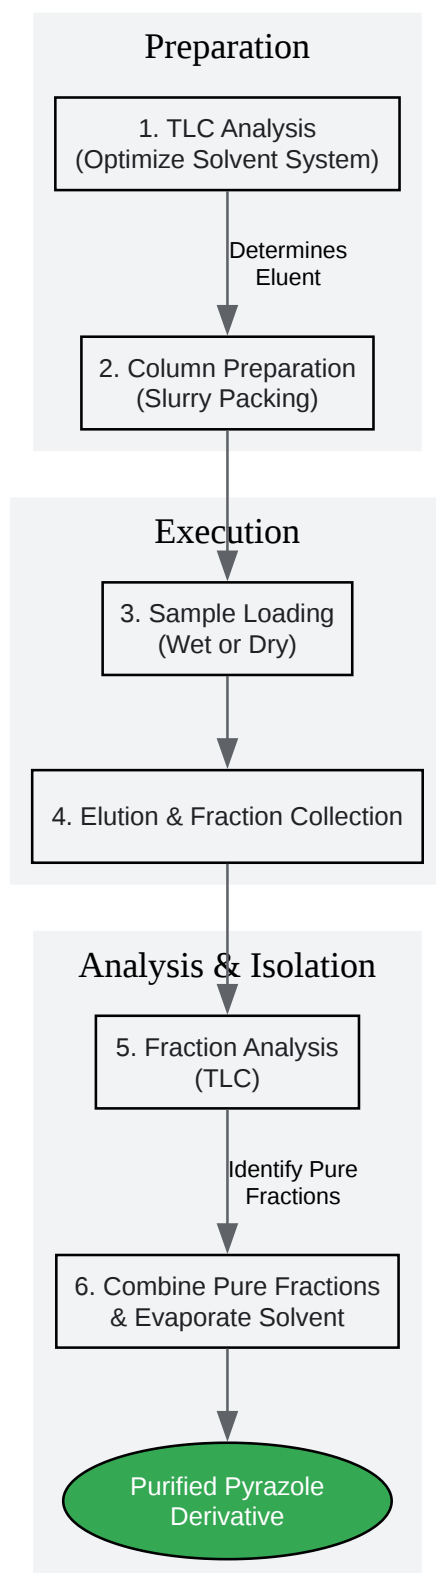 Preparation
1. TLC Analysis
(Optimize Solvent System)
Determines
Eluent
2. Column Preparation
(Slurry Packing)
Execution
3. Sample Loading
(Wet or Dry)
4. Elution & Fraction Collection
Analysis & Isolation
5. Fraction Analysis
(TLC)
Identify Pure
Fractions
6. Combine Pure Fractions
& Evaporate Solvent
Purified Pyrazole
Derivative